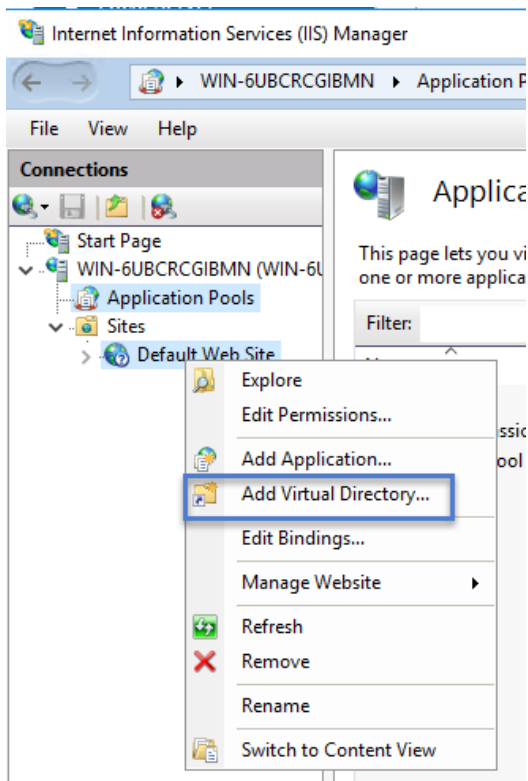 Internet Information Services (IIS) Manager
WIN-6UBCRCGIBMN Application P
File View Help
Connections
Applica
Start Page
WIN-6UBCRCGIBMN (WIN-6U
This page lets you vi
one or more applica
Application Pools
Sites
Filter:
Default Web Site
Explore
Edit Permissions...
ssio
Add Application...
ool
Add Virtual Directory...
Edit Bindings...
Manage Website
Refresh
Remove
Rename
Switch to Content View